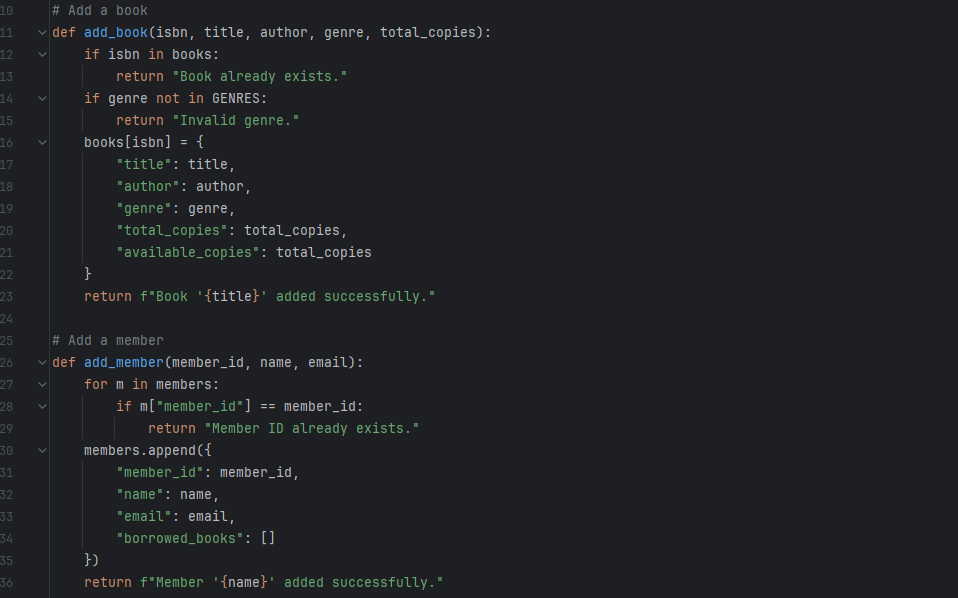 10 # Add a book
11 def add_book(isbn, title, author, genre, total_copies):
12     if isbn in books:
13         return "Book already exists."
14     if genre not in GENRES:
15         return "Invalid genre."
16     books[isbn] = {
17         "title": title,
18         "author": author,
19         "genre": genre,
20         "total_copies": total_copies,
21         "available_copies": total_copies
22     }
23     return f"Book '{title}' added successfully."
24
25 # Add a member
26 def add_member(member_id, name, email):
27     for m in members:
28         if m["member_id"] == member_id:
29             return "Member ID already exists."
30     members.append({
31         "member_id": member_id,
32         "name": name,
33         "email": email,
34         "borrowed_books": []
35     })
36     return f"Member '{name}' added successfully."